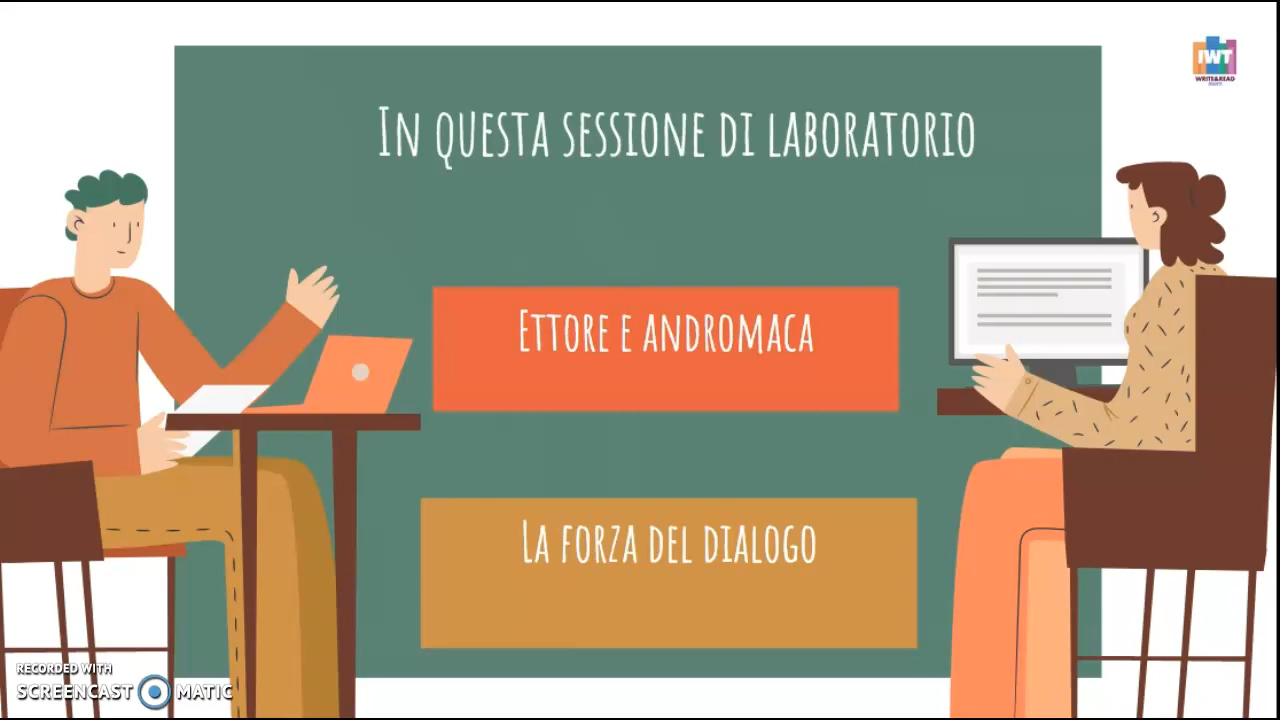 IWT
WRITE&READ
In questa sessione di laboratorio
Ettore e andromaca
La forza del dialogo
RECORDED WITH
SCREENCAST MATIC